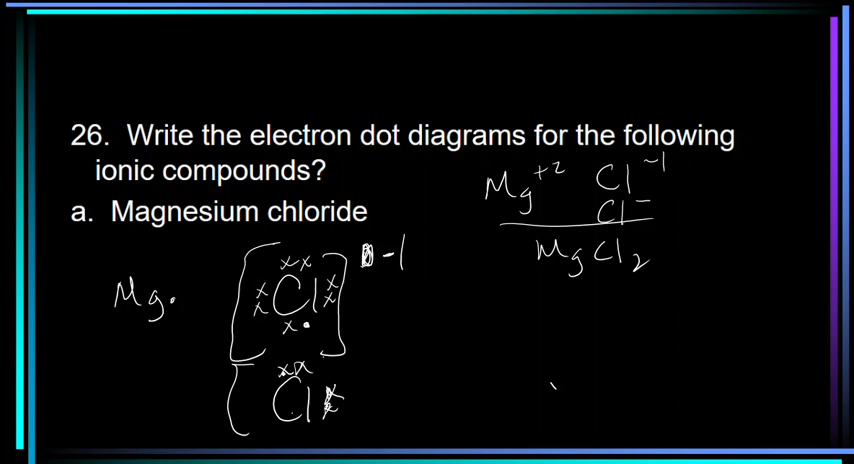 26. Write the electron dot diagrams for the following
ionic compounds?
a. Magnesium chloride
Mg+2 Cl-1
Cl-
MgCl2
Mg. [Cl] -1
[Cl